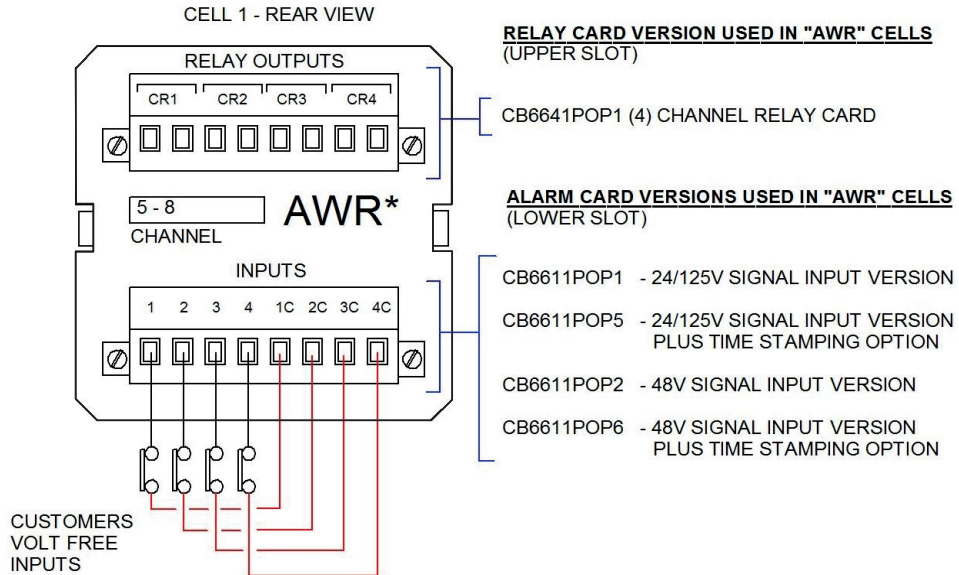 CELL 1 - REAR VIEW
RELAY OUTPUTS
CR1 CR2 CR3 CR4
5 - 8
CHANNEL
AWR*
INPUTS
1 2 3 4 1C 2C 3C 4C
CUSTOMERS
VOLT FREE
INPUTS
RELAY CARD VERSION USED IN "AWR" CELLS
(UPPER SLOT)
CB6641POP1 (4) CHANNEL RELAY CARD
ALARM CARD VERSIONS USED IN "AWR" CELLS
(LOWER SLOT)
CB6611POP1 - 24/125V SIGNAL INPUT VERSION
CB6611POP5 - 24/125V SIGNAL INPUT VERSION
PLUS TIME STAMPING OPTION
CB6611POP2 - 48V SIGNAL INPUT VERSION
CB6611POP6 - 48V SIGNAL INPUT VERSION
PLUS TIME STAMPING OPTION